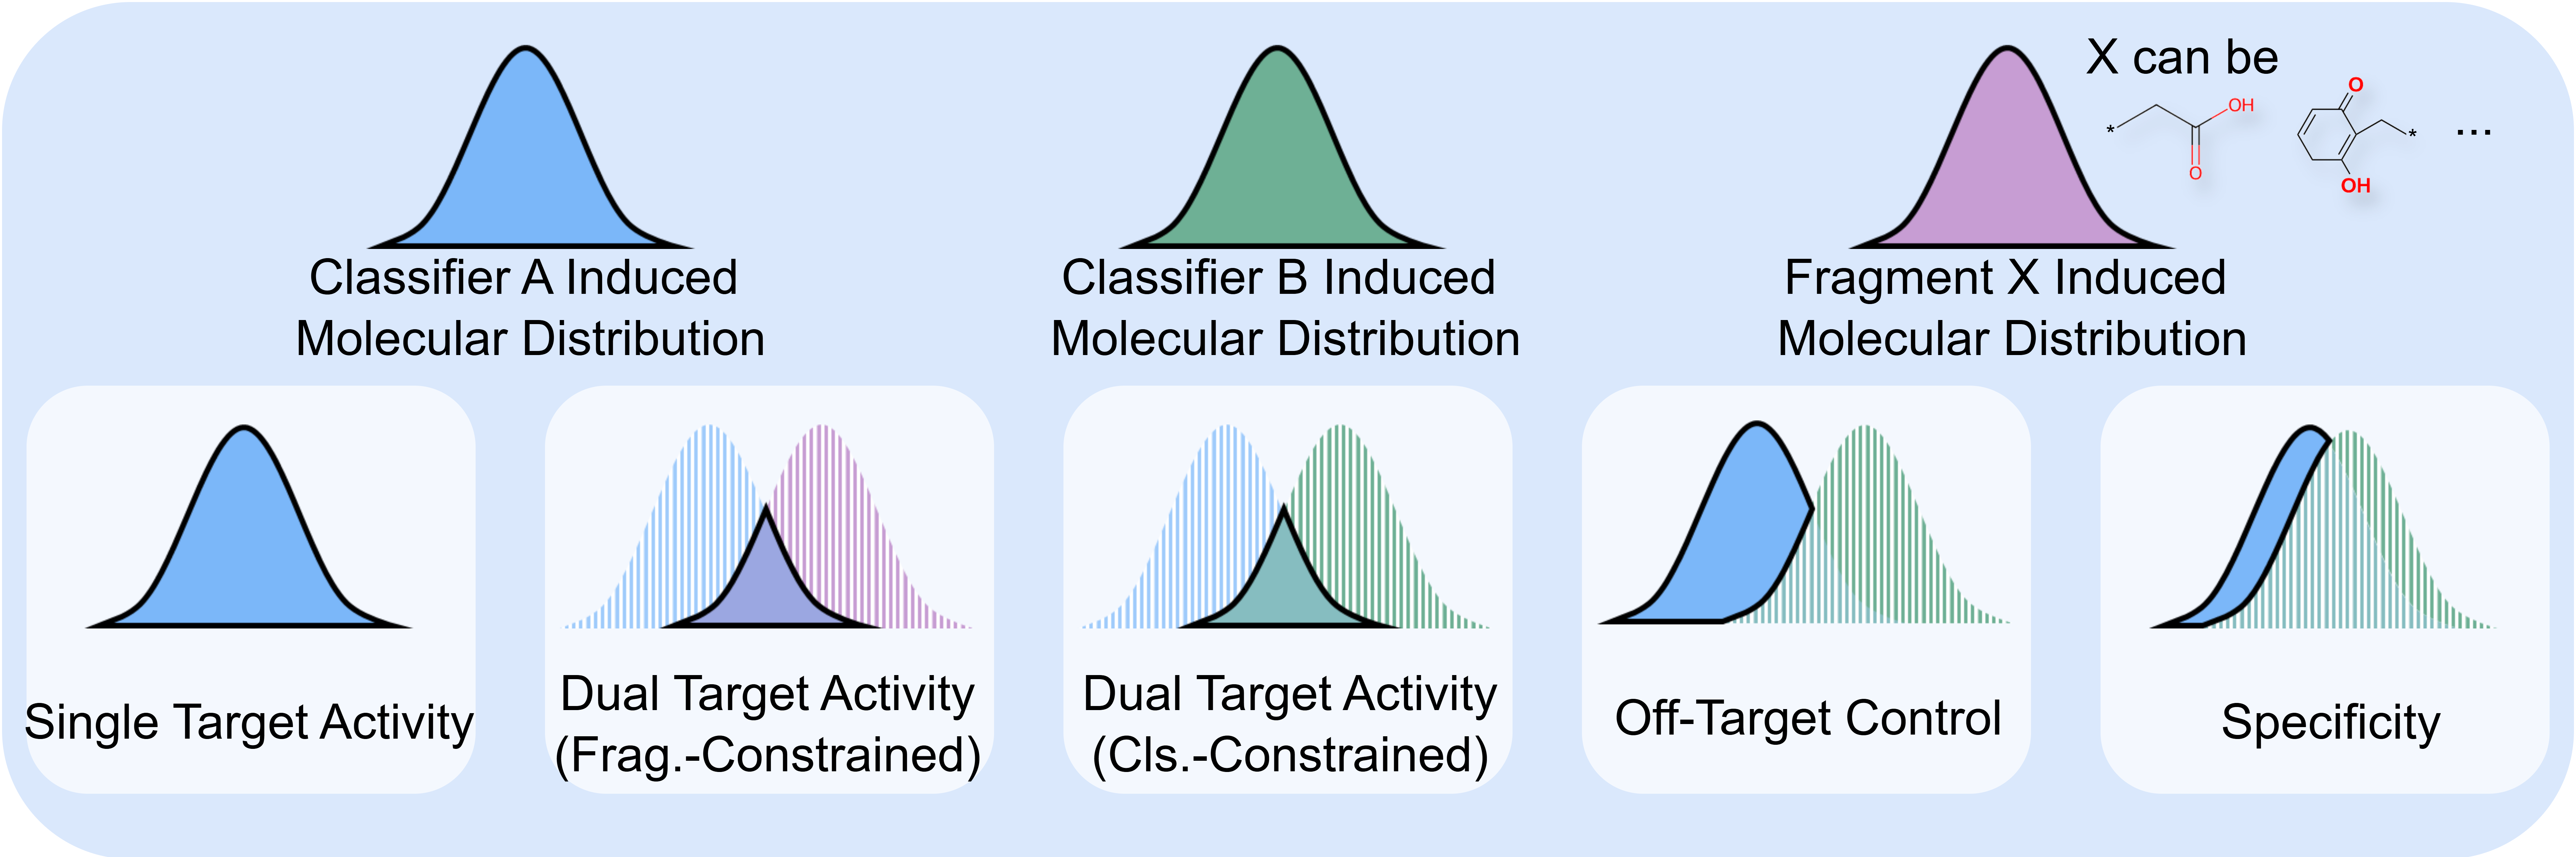 X can be
* OH O
O OH * ...
Classifier A Induced
Molecular Distribution
Classifier B Induced
Molecular Distribution
Fragment X Induced
Molecular Distribution
Single Target Activity
Dual Target Activity
(Frag.-Constrained)
Dual Target Activity
(Cls.-Constrained)
Off-Target Control
Specificity